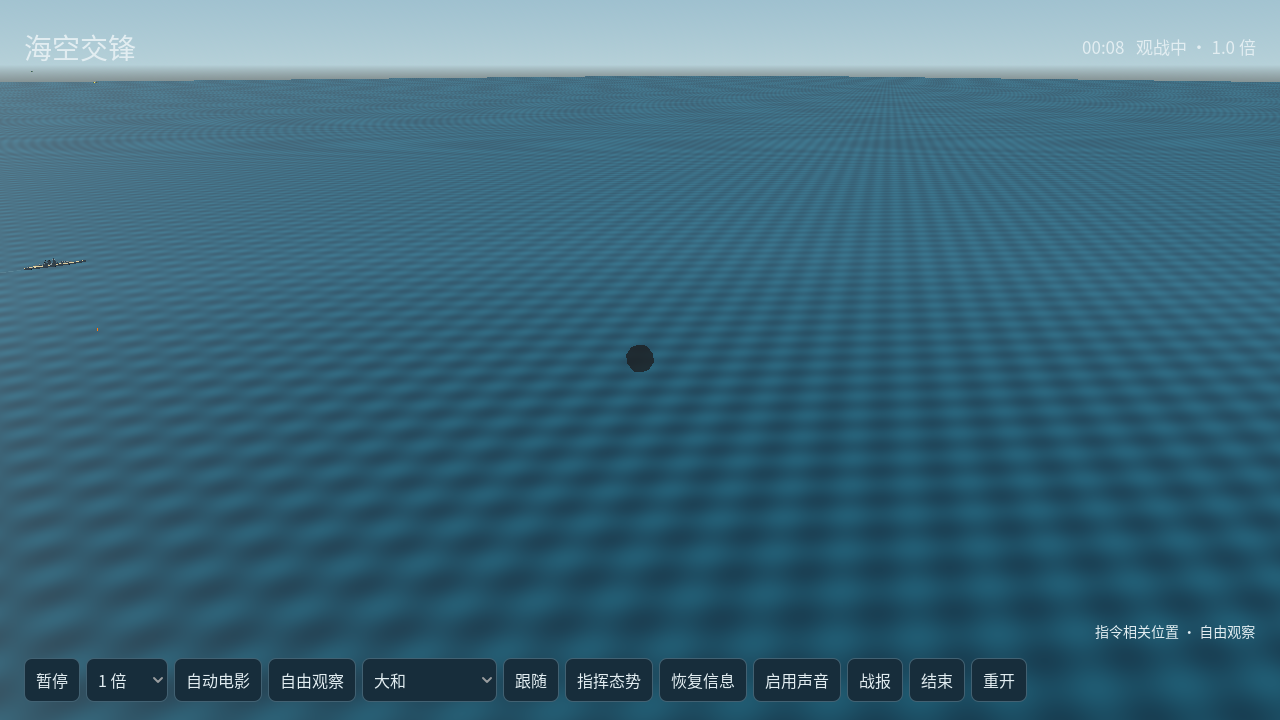 海空交锋
00:08 观战中 · 1.0 倍
指令相关位置 · 自由观察
暂停
1 倍
自动电影
自由观察
大和
跟随
指挥态势
恢复信息
启用声音
战报
结束
重开